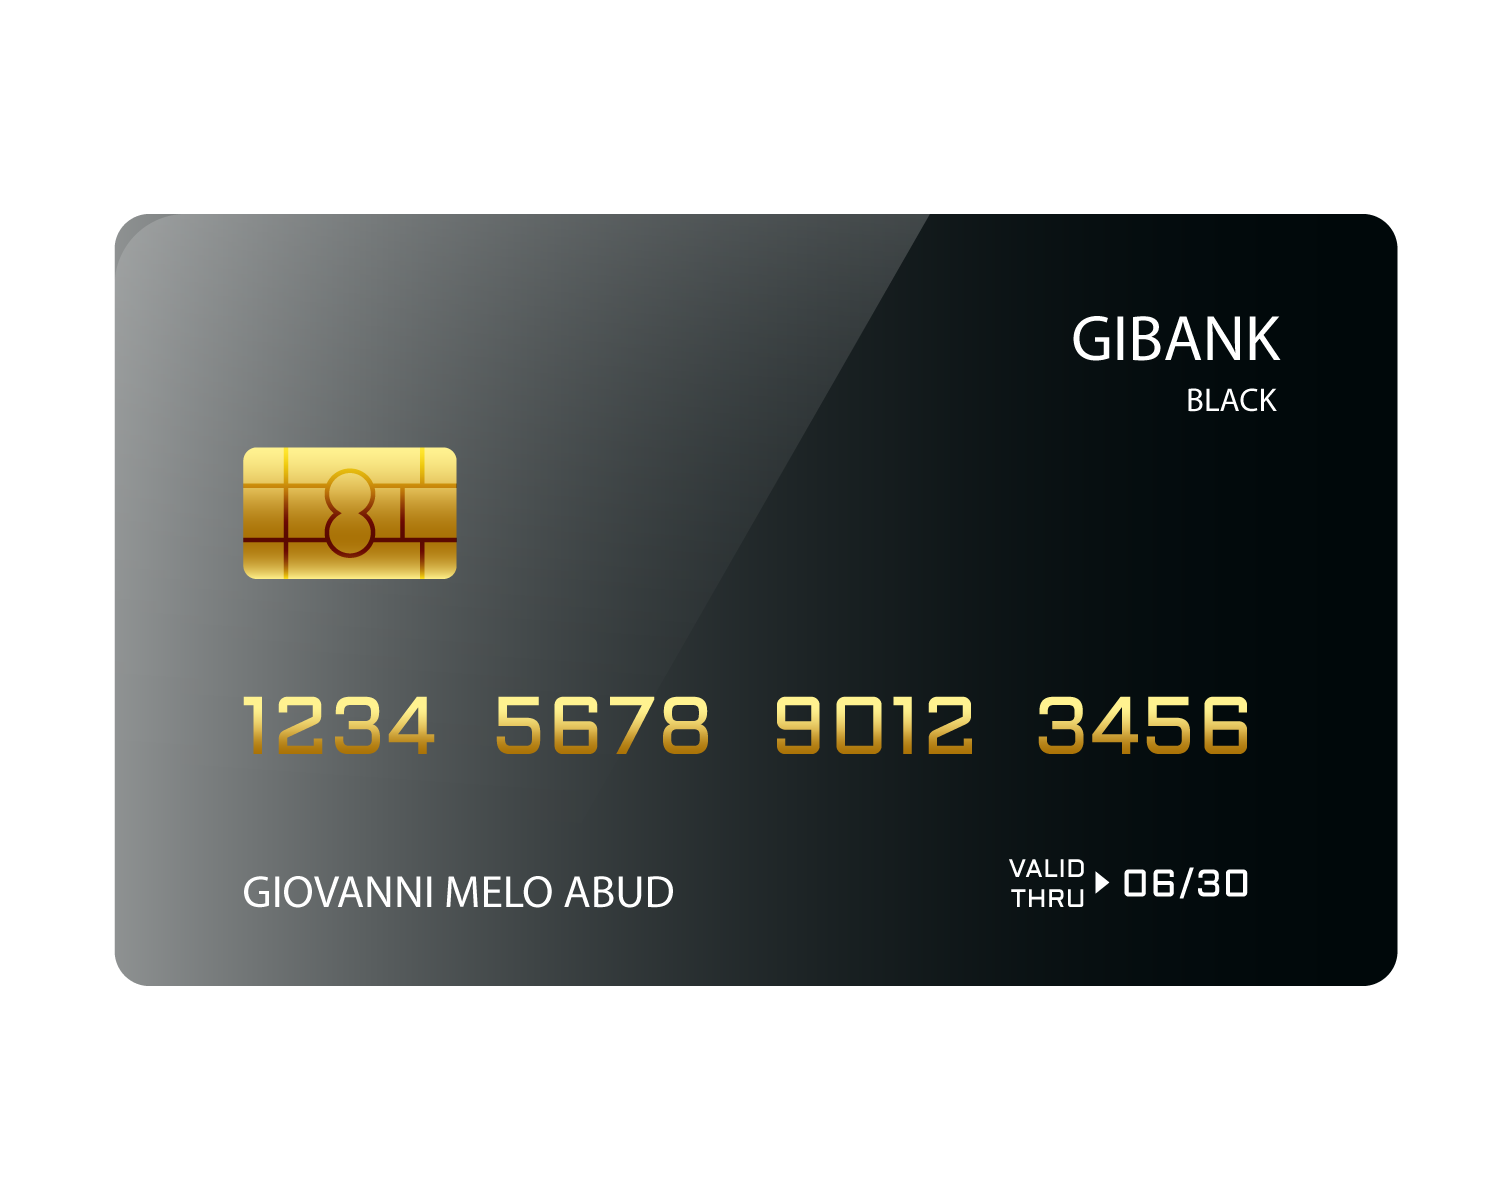 GIBANK
BLACK
1234 5678 9012 3456
GIOVANNI MELO ABUD
VALID THRU 06/30